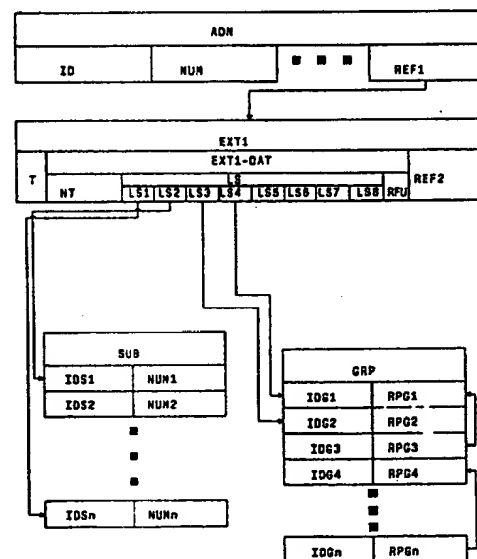 ADN
ID NUM REF1
EXT1
EXT1-DAT
T NT LS REF2
LS1 LS2 LS3 LS4 LS5 LS6 LS7 LS8 RFU
SUB
IDS1 NUM1
IDS2 NUM2
IDSn NUMn
GRP
IDG1 RPG1
IDG2 RPG2
IDG3 RPG3
IDG4 RPG4
IDGn RPGn